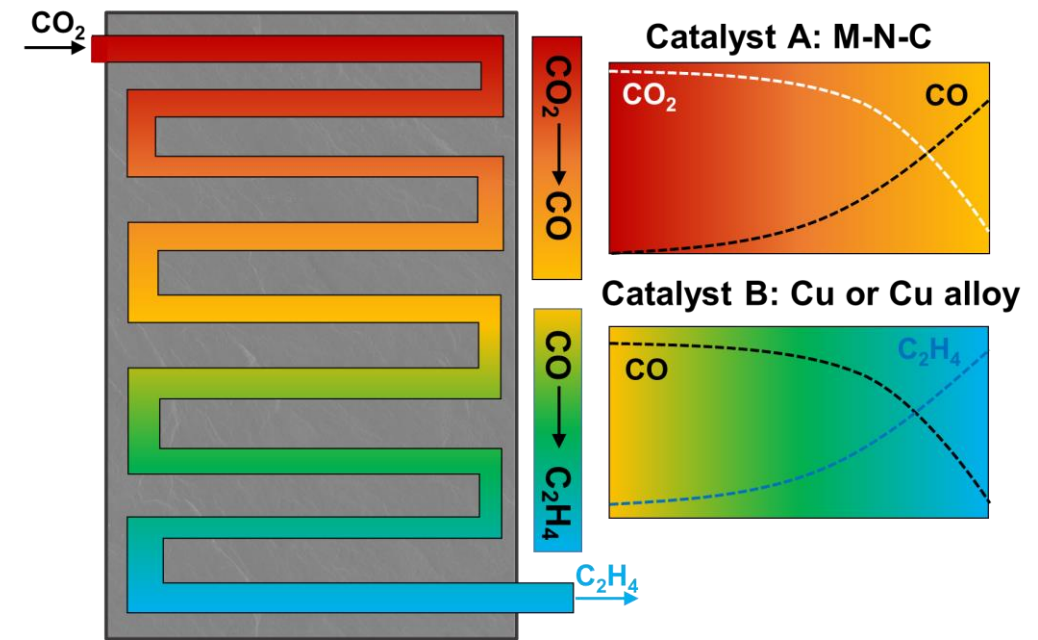 CO₂
CO₂ → CO
Catalyst A: M-N-C
CO₂
CO
Catalyst B: Cu or Cu alloy
CO → C₂H₄
CO
C₂H₄
C₂H₄